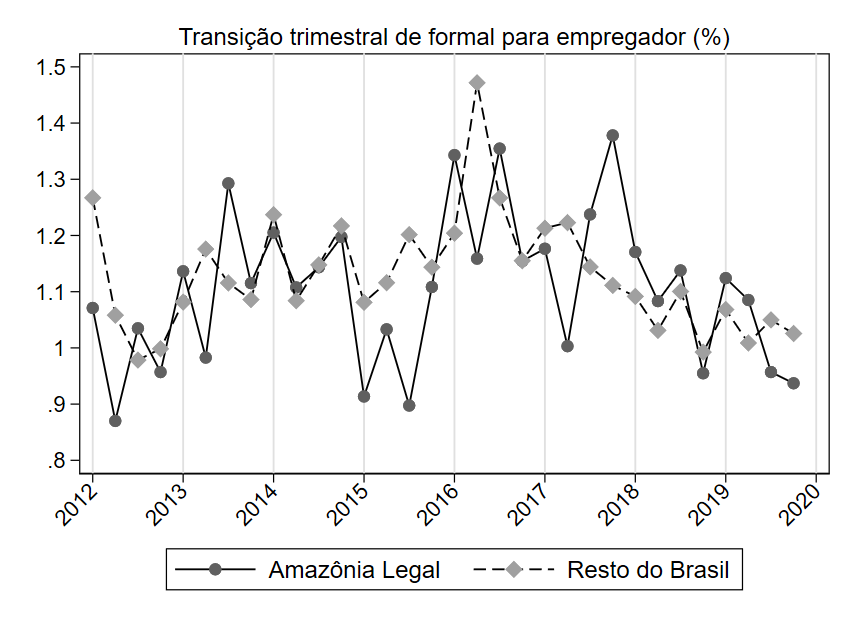 Transição trimestral de formal para empregador (%)
1.5
1.4
1.3
1.2
1.1
1
.9
.8
2012 2013 2014 2015 2016 2017 2018 2019 2020
Amazônia Legal Resto do Brasil